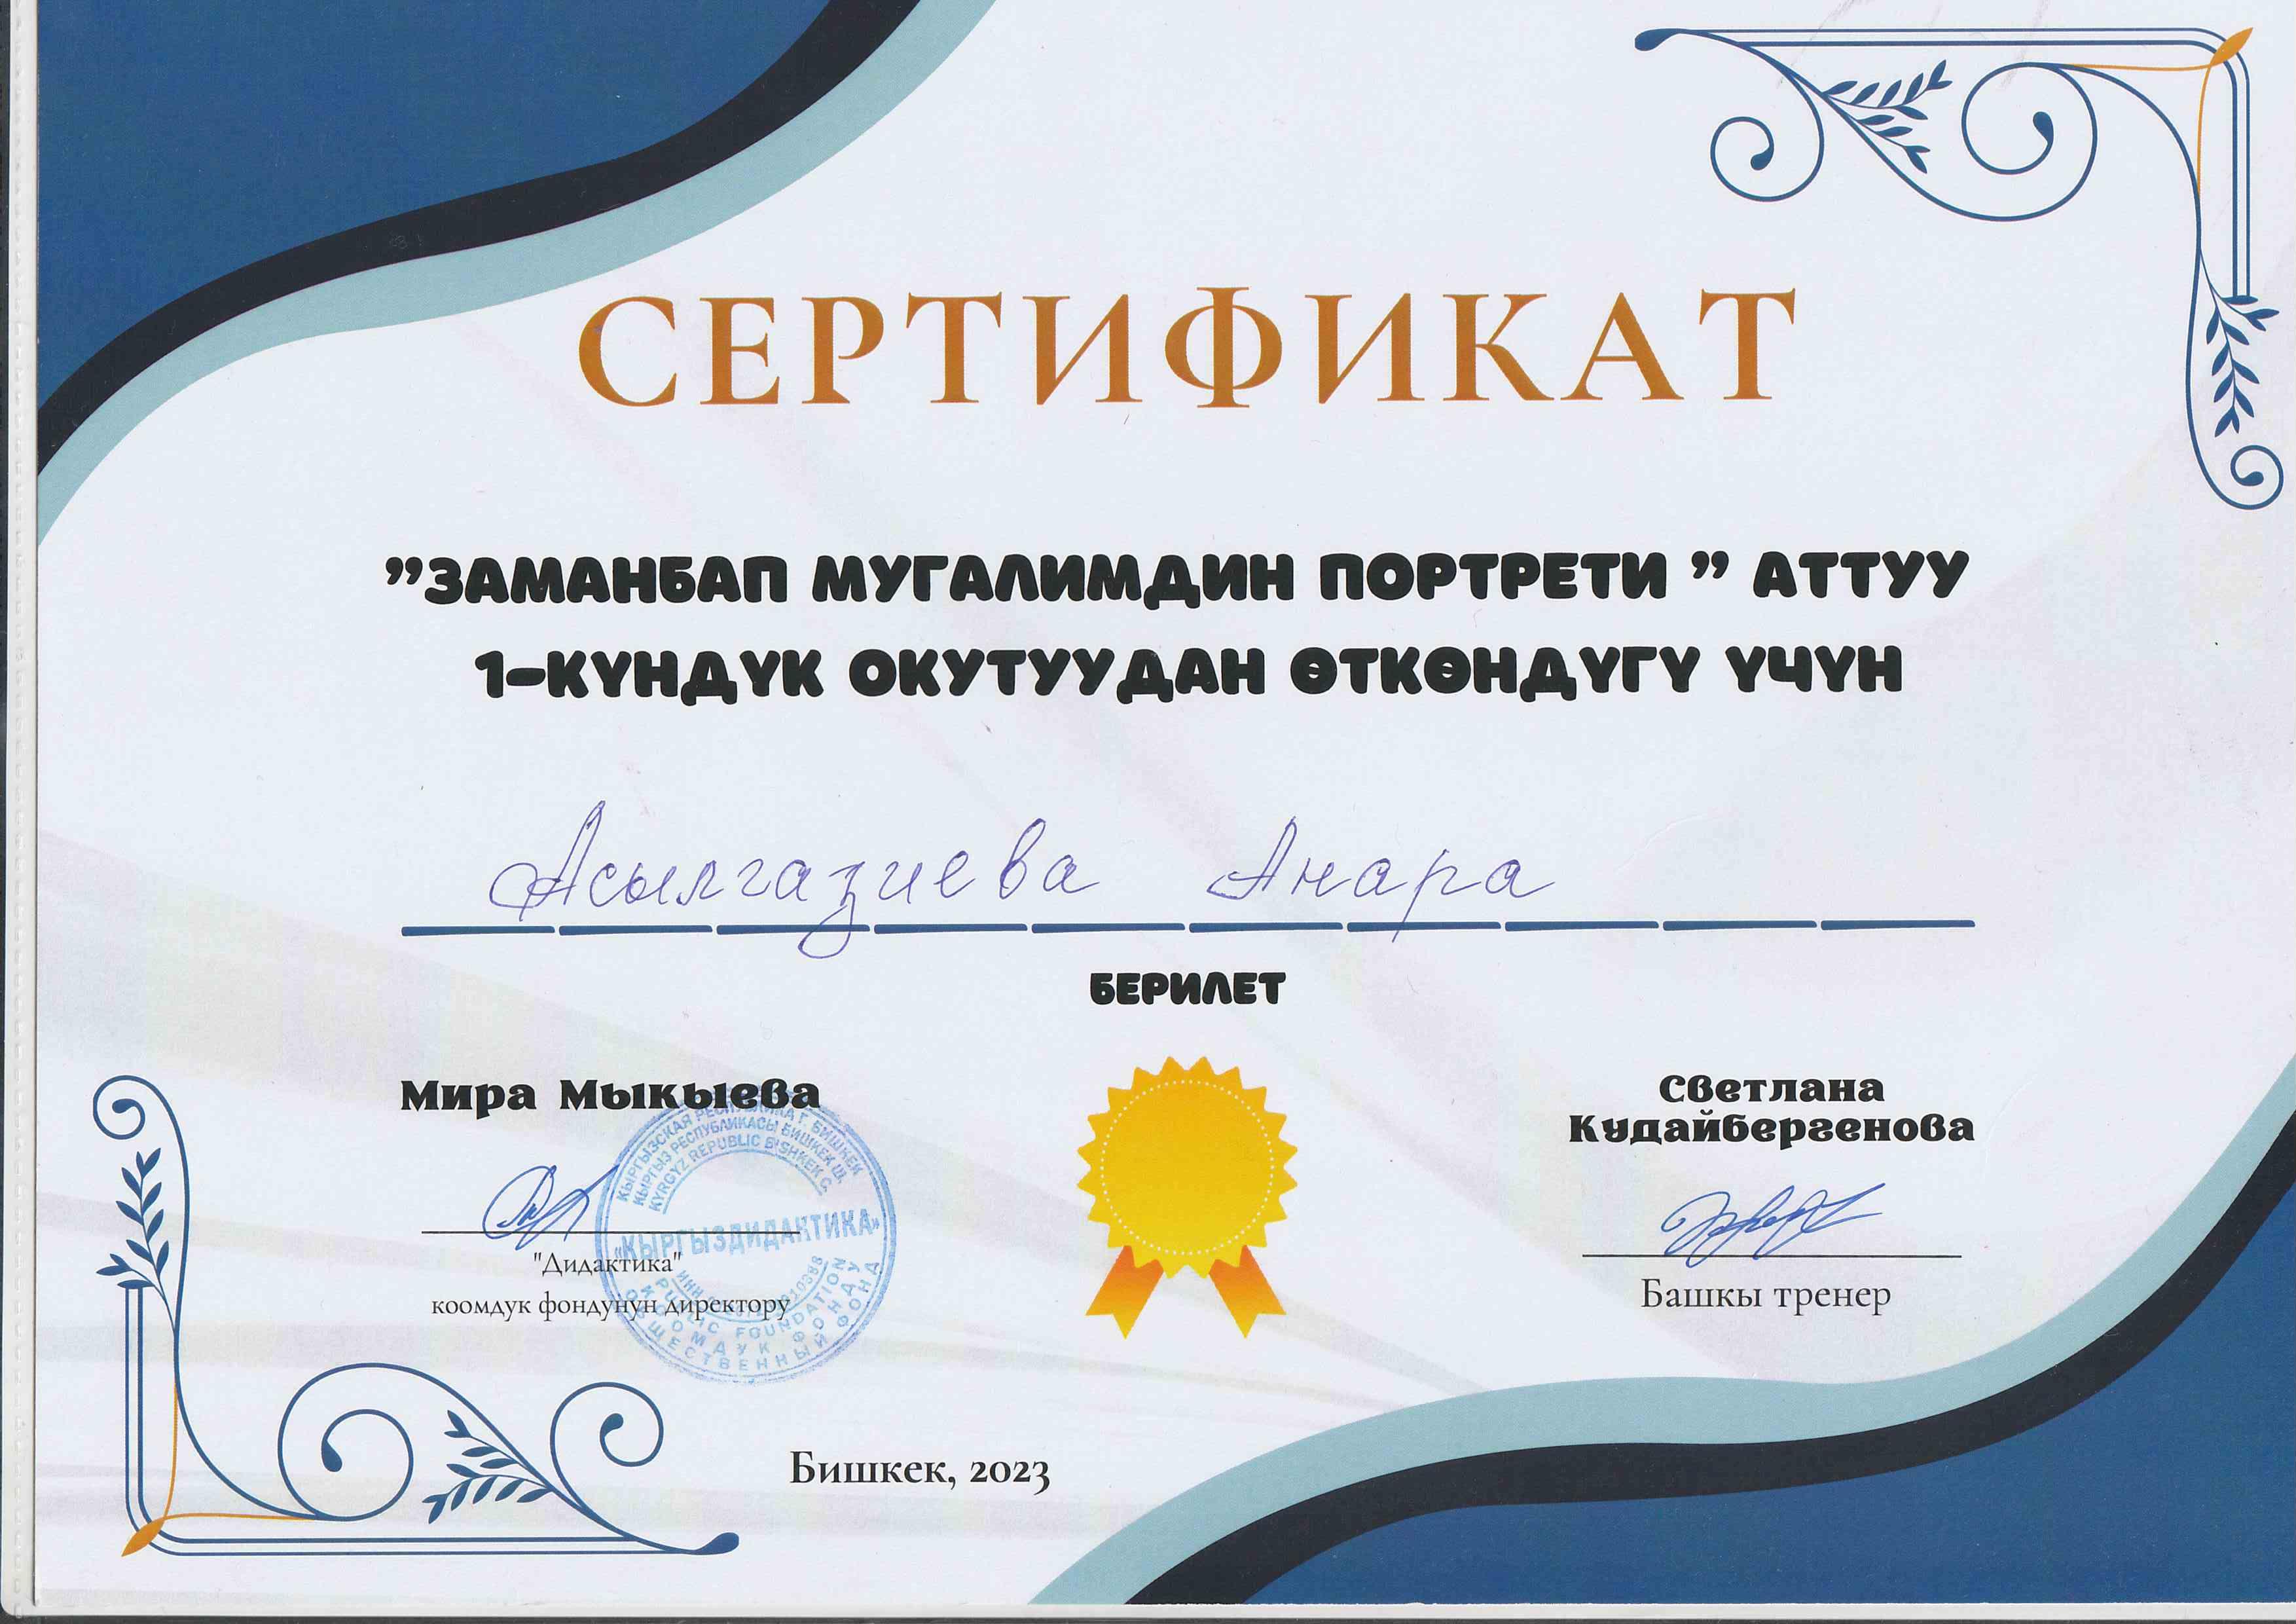 СЕРТИФИКАТ
”ЗАМАНБАП МУГАЛИМДИН ПОРТРЕТИ ” АТТУУ
1-КҮНДҮК ОКУТУУДАН ӨТКӨНДҮГҮ ҮЧҮН
Асылгазиева Анара
БЕРИЛЕТ
Мира Мыкыева
"Дидактика"
коомдук фондунун директору
КЫРГЫЗСКАЯ РЕСПУБЛИКА Г. БИШКЕК
КЫРГЫЗ РЕСПУБЛИКАСЫ БИШКЕК Ш.
KYRGYZ REPUBLIC BISHKEK C.
«КЫРГЫЗДИДАКТИКА»
ИНН
PUBLIC FOUNDATION
КООМДУК ФОНДУ
ОБЩЕСТВЕННЫЙ ФОНД
Светлана
Кудайбергенова
Башкы тренер
Бишкек, 2023